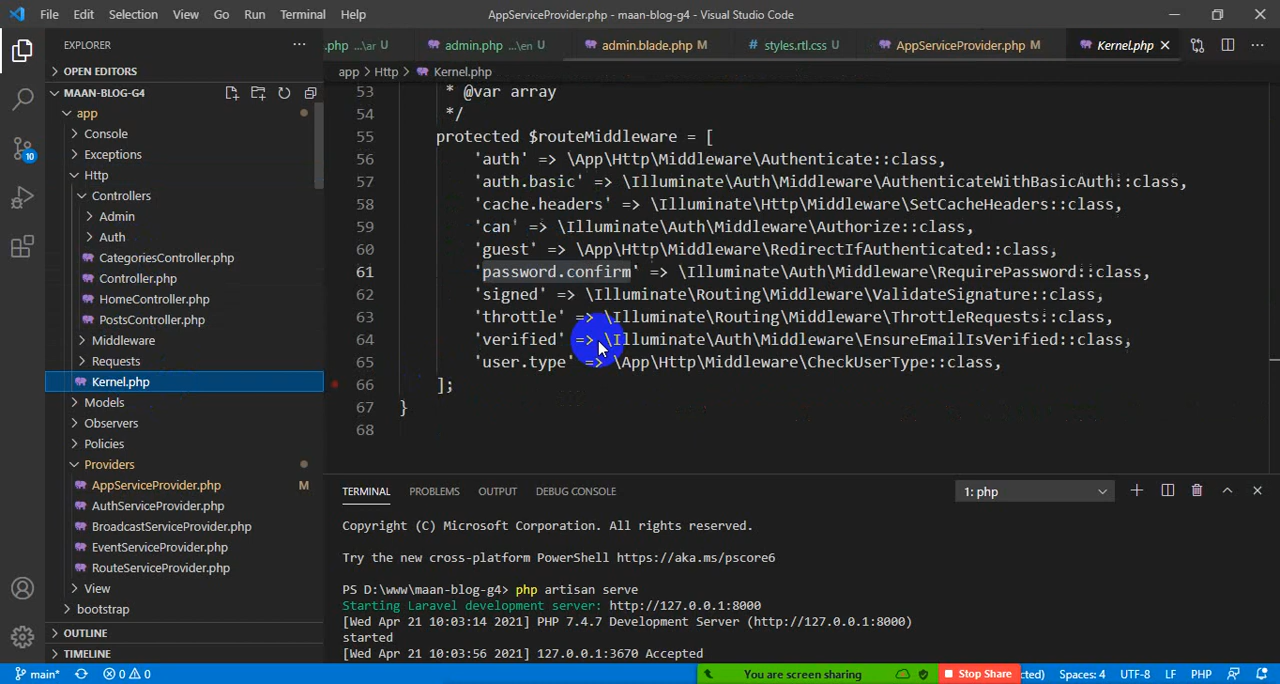 File Edit Selection View Go Run Terminal Help AppServiceProvider.php - maan-blog-g4 - Visual Studio Code
EXPLORER
.php ...\ar admin.php ...\en admin.blade.php M styles.rtl.css AppServiceProvider.php M Kernel.php
OPEN EDITORS
MAAN-BLOG-G4
app
Console
Exceptions
Http
Controllers
Admin
Auth
CategoriesController.php
Controller.php
HomeController.php
PostsController.php
Middleware
Requests
Kernel.php
Models
Observers
Policies
Providers
AppServiceProvider.php M
AuthServiceProvider.php
BroadcastServiceProvider.php
EventServiceProvider.php
RouteServiceProvider.php
View
bootstrap
OUTLINE
TIMELINE
10
app > Http > Kernel.php
53 * @var array
54 */
55 protected $routeMiddleware = [
56 'auth' => \App\Http\Middleware\Authenticate::class,
57 'auth.basic' => \Illuminate\Auth\Middleware\AuthenticateWithBasicAuth::class,
58 'cache.headers' => \Illuminate\Http\Middleware\SetCacheHeaders::class,
59 'can' => \Illuminate\Auth\Middleware\Authorize::class,
60 'guest' => \App\Http\Middleware\RedirectIfAuthenticated::class,
61 'password.confirm' => \Illuminate\Auth\Middleware\RequirePassword::class,
62 'signed' => \Illuminate\Routing\Middleware\ValidateSignature::class,
63 'throttle' => \Illuminate\Routing\Middleware\ThrottleRequests::class,
64 'verified' => \Illuminate\Auth\Middleware\EnsureEmailIsVerified::class,
65 'user.type' => \App\Http\Middleware\CheckUserType::class,
66 ];
67 }
68
TERMINAL PROBLEMS OUTPUT DEBUG CONSOLE 1: php
Copyright (C) Microsoft Corporation. All rights reserved.
Try the new cross-platform PowerShell https://aka.ms/pscore6
PS D:\www\maan-blog-g4> php artisan serve
Starting Laravel development server: http://127.0.0.1:8000
[Wed Apr 21 10:03:14 2021] PHP 7.4.7 Development Server (http://127.0.0.1:8000)
started
[Wed Apr 21 10:03:56 2021] 127.0.0.1:3670 Accepted
main* 0 0 You are screen sharing Stop Share cted) Spaces: 4 UTF-8 LF PHP